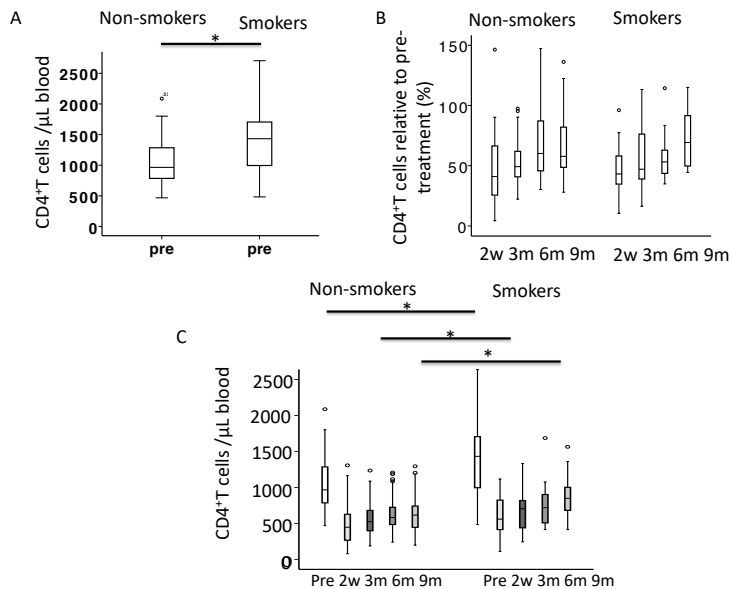 A
Non-smokers
Smokers
*
CD4⁺T cells /µL blood
2500
2000
1500
1000
500
0
pre
pre
B
Non-smokers
Smokers
CD4⁺T cells relative to pre-
treatment (%)
150
100
50
0
2w 3m 6m 9m
2w 3m 6m 9m
Non-smokers
Smokers
*
*
*
C
CD4⁺T cells /µL blood
2500
2000
1500
1000
500
0
Pre 2w 3m 6m 9m
Pre 2w 3m 6m 9m